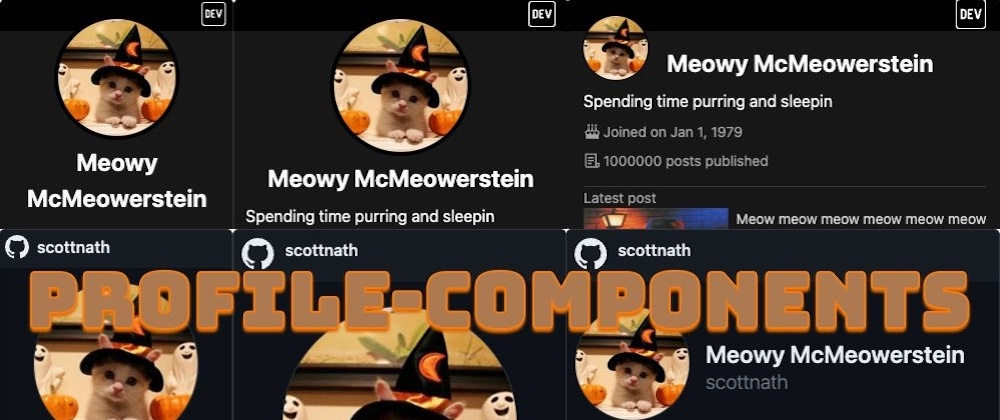 DEV
Meowy
McMeowerstein
DEV
Meowy McMeowerstein
Spending time purring and sleepin
DEV
Meowy McMeowerstein
Spending time purring and sleepin
Joined on Jan 1, 1979
1000000 posts published
Latest post
Meow meow meow meow meow meow
scottnath
scottnath
scottnath
PROFILE-COMPONENTS
Meowy McMeowerstein
scottnath